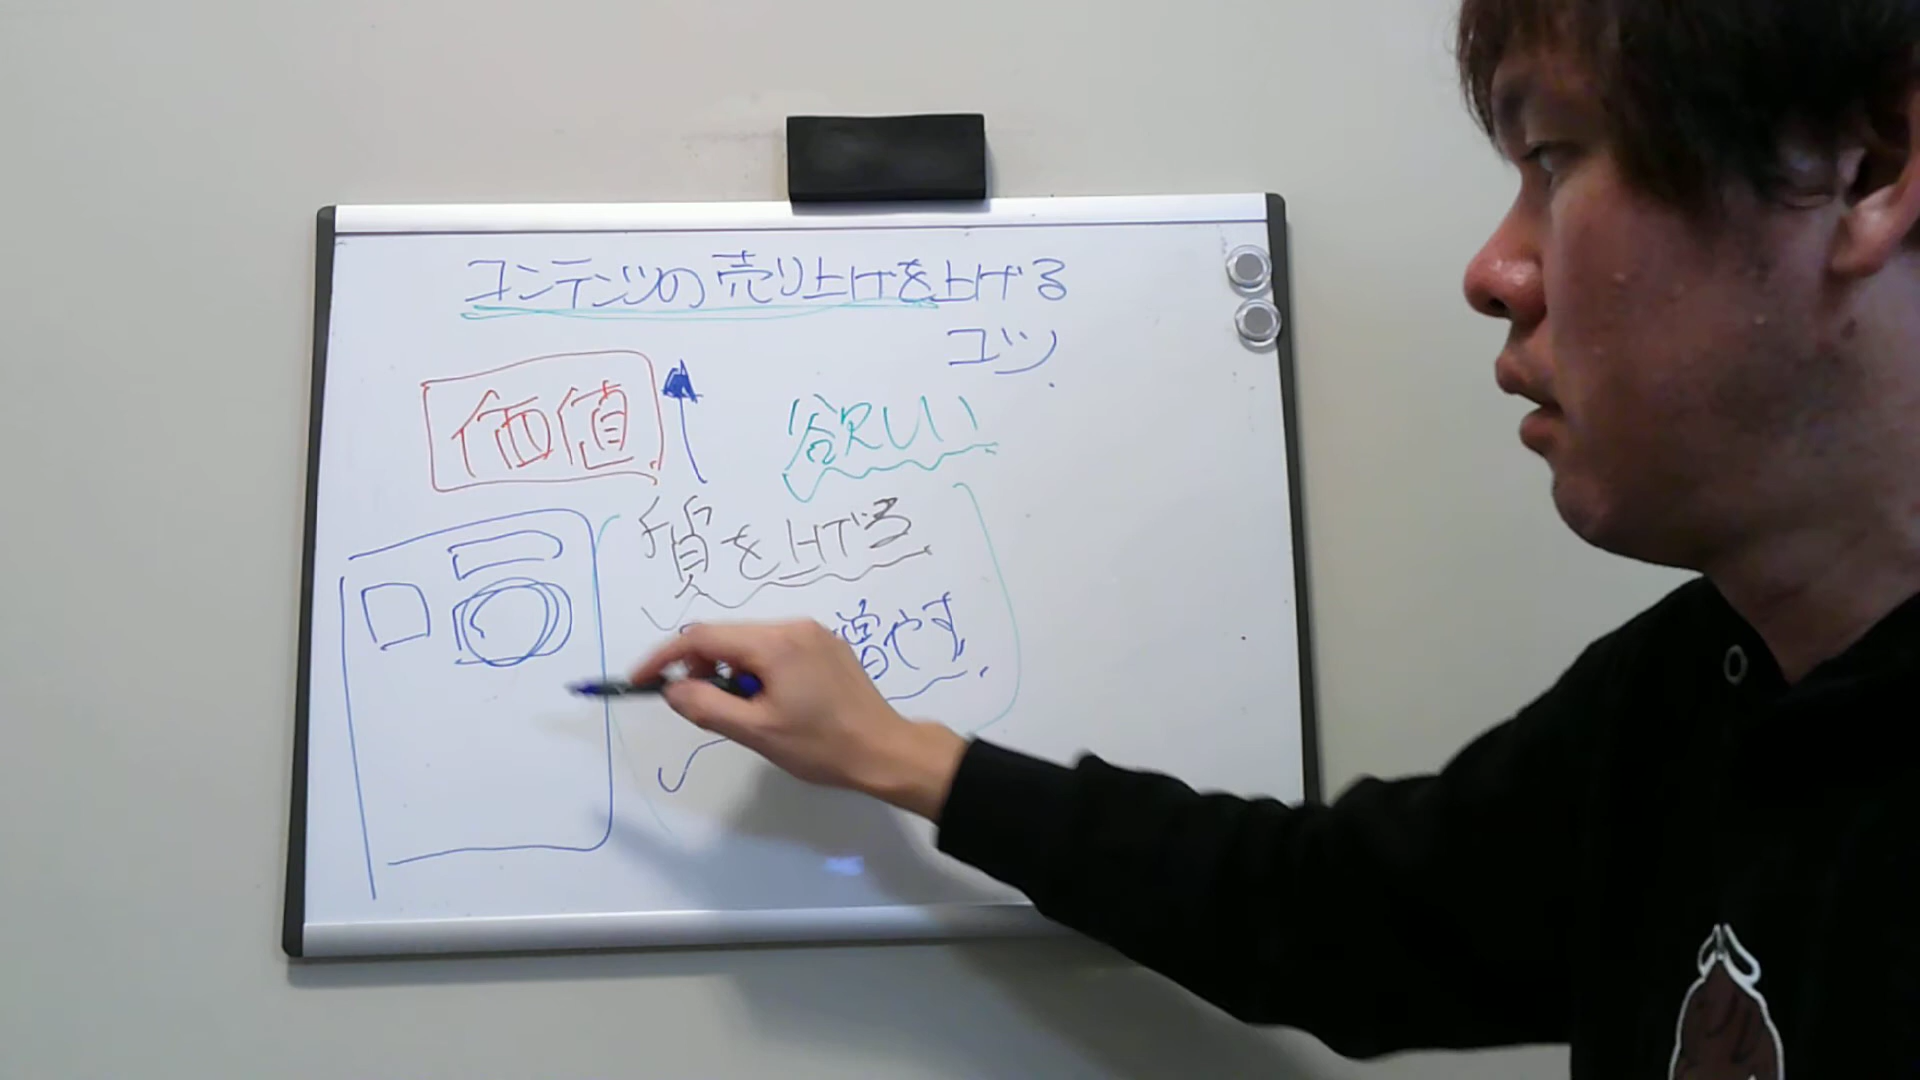 コンテンツの売り上げを上げる
コツ
価値
欲しい
質を上げる
増やす